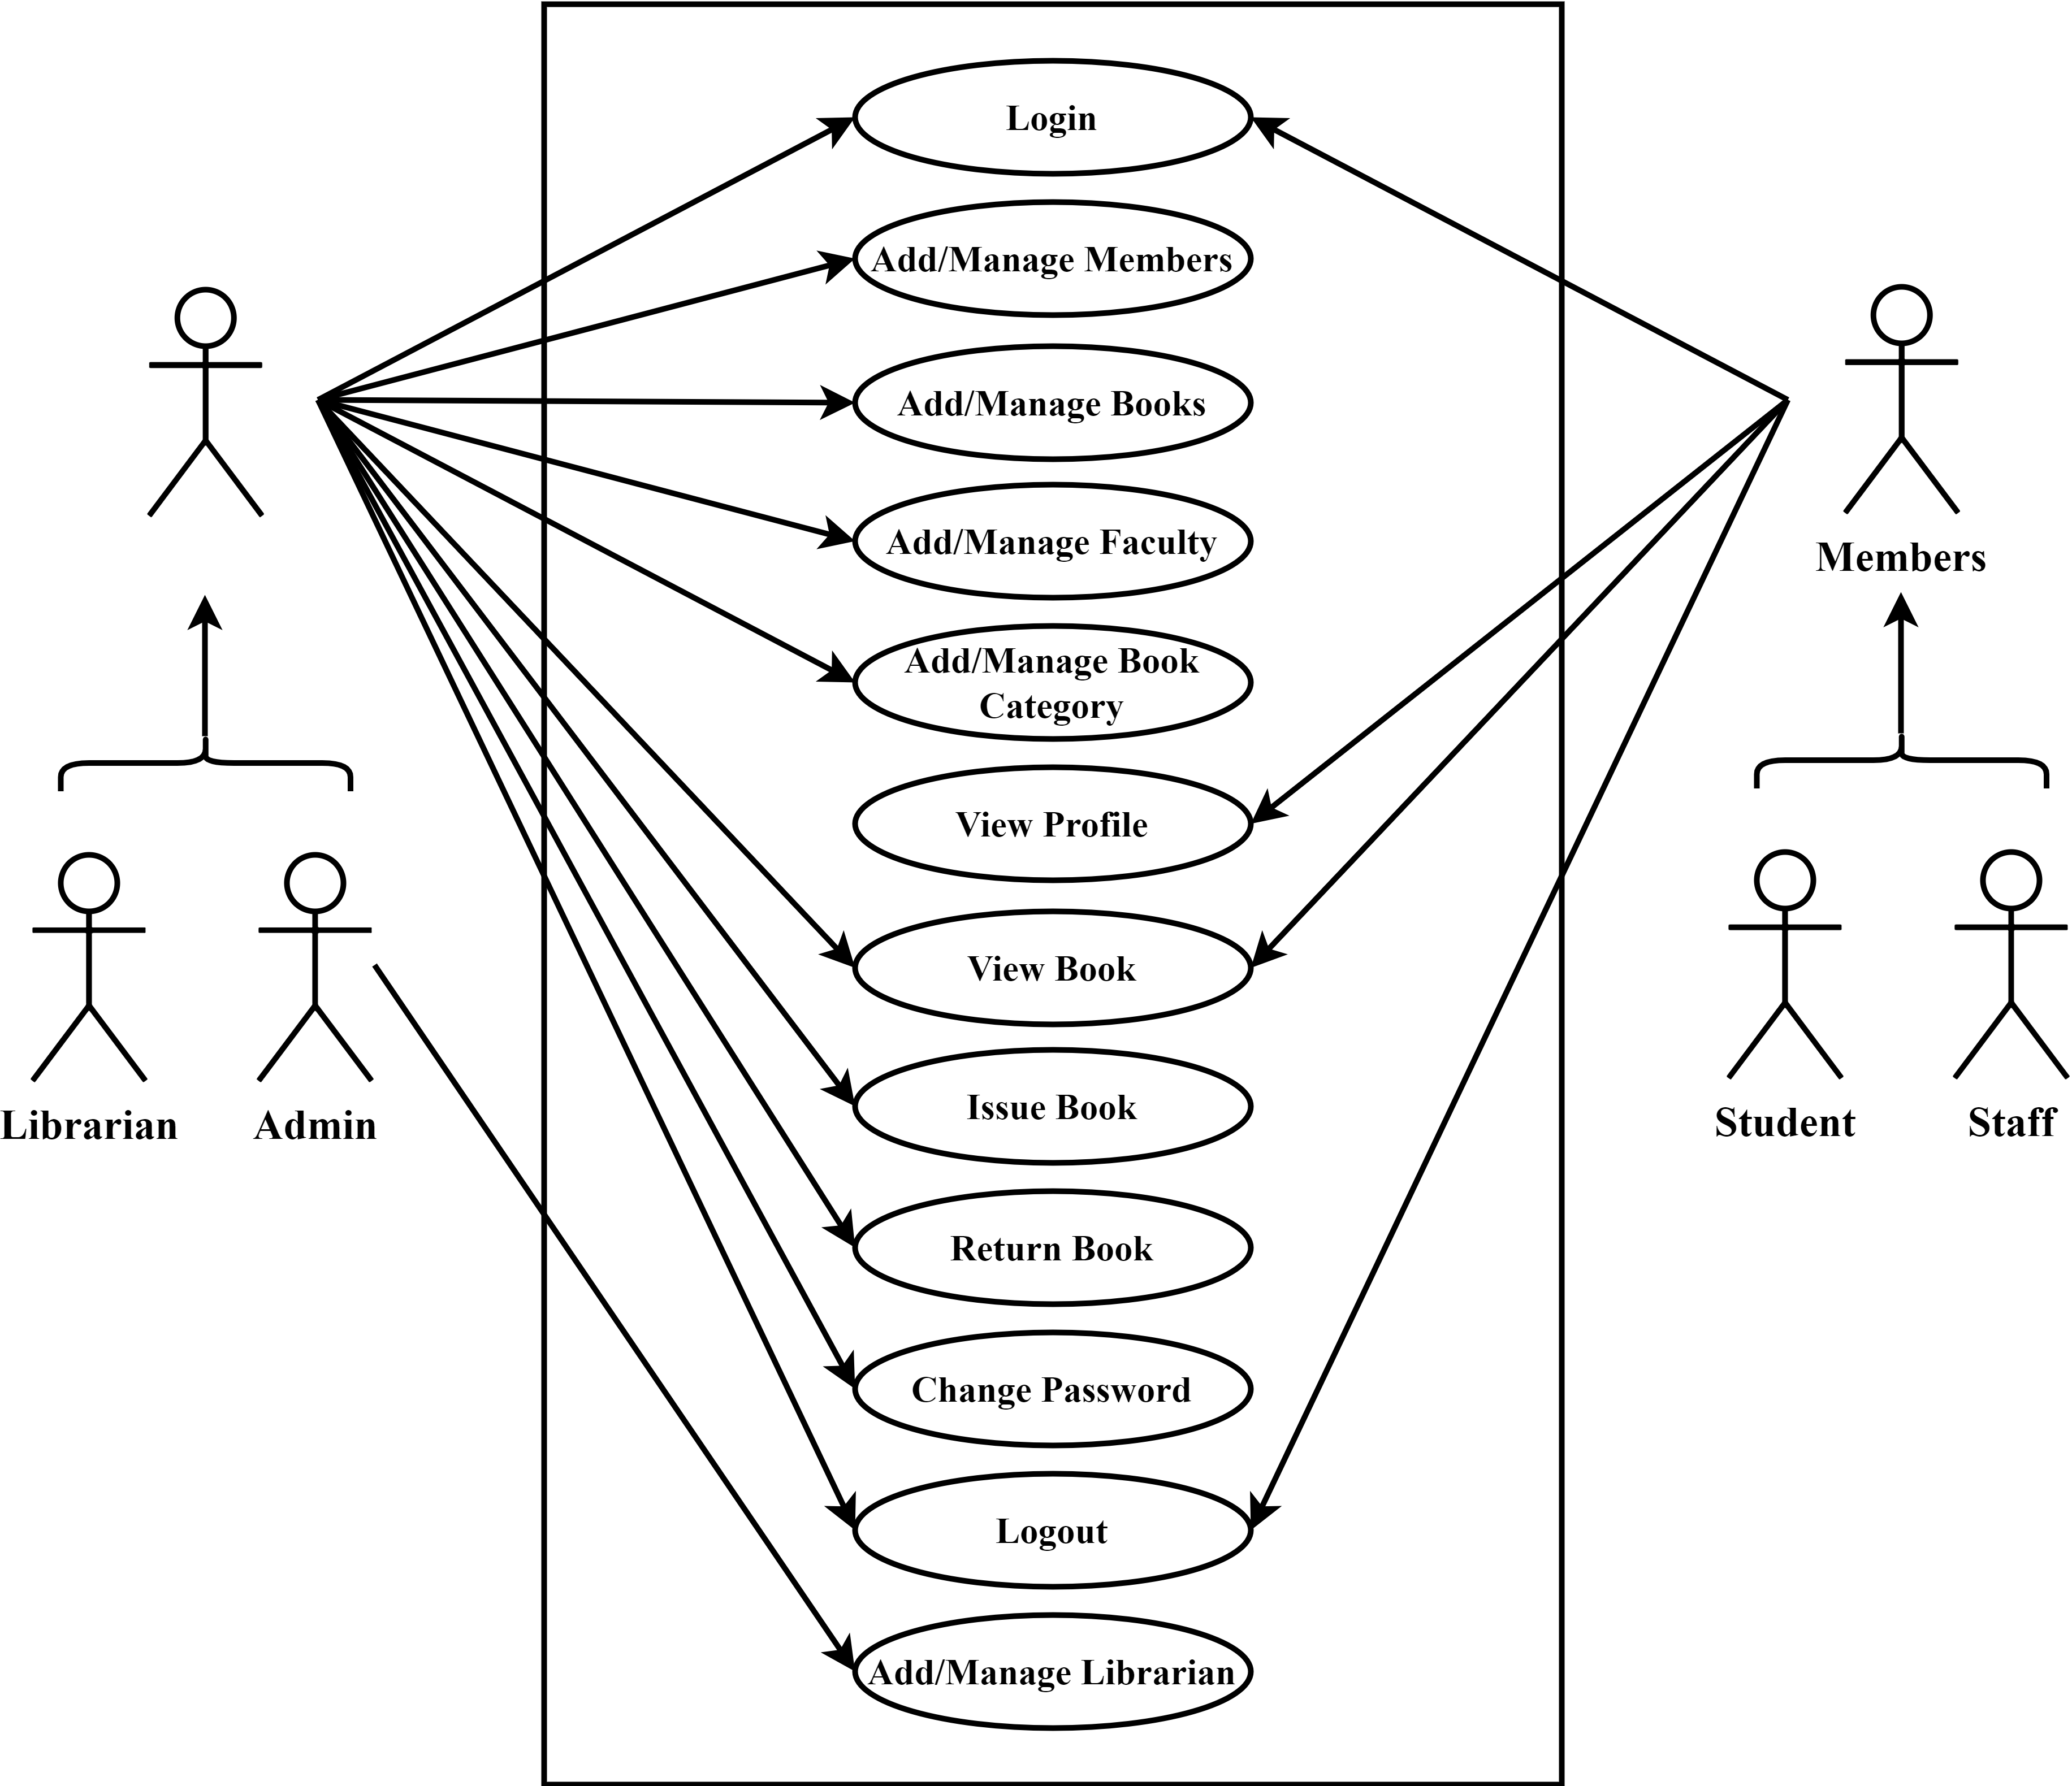 Login
Add/Manage Members
Add/Manage Books
Add/Manage Faculty
Members
Add/Manage Book
Category
View Profile
View Book
Issue Book
Librarian
Admin
Student
Staff
Return Book
Change Password
Logout
Add/Manage Librarian